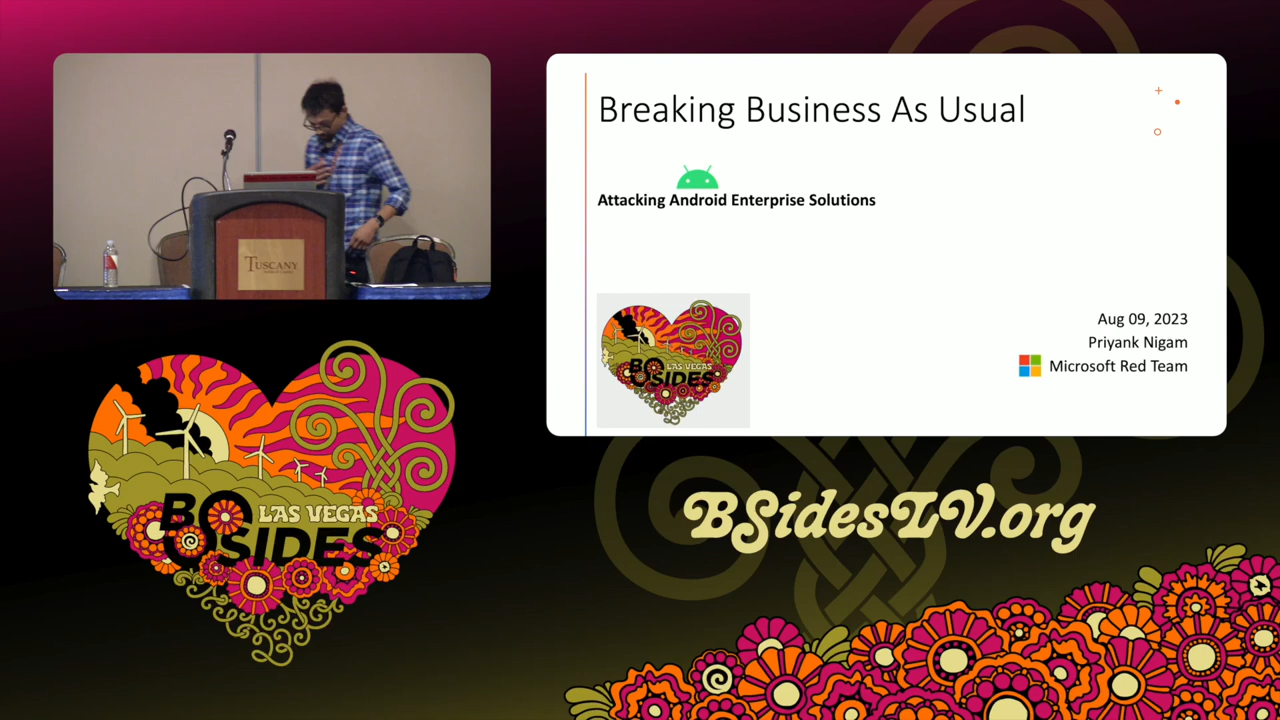 TUSCANY
Breaking Business As Usual
Attacking Android Enterprise Solutions
BSIDES
LAS VEGAS
Aug 09, 2023
Priyank Nigam
Microsoft Red Team
BSIDES
LAS VEGAS
BSidesLV.org